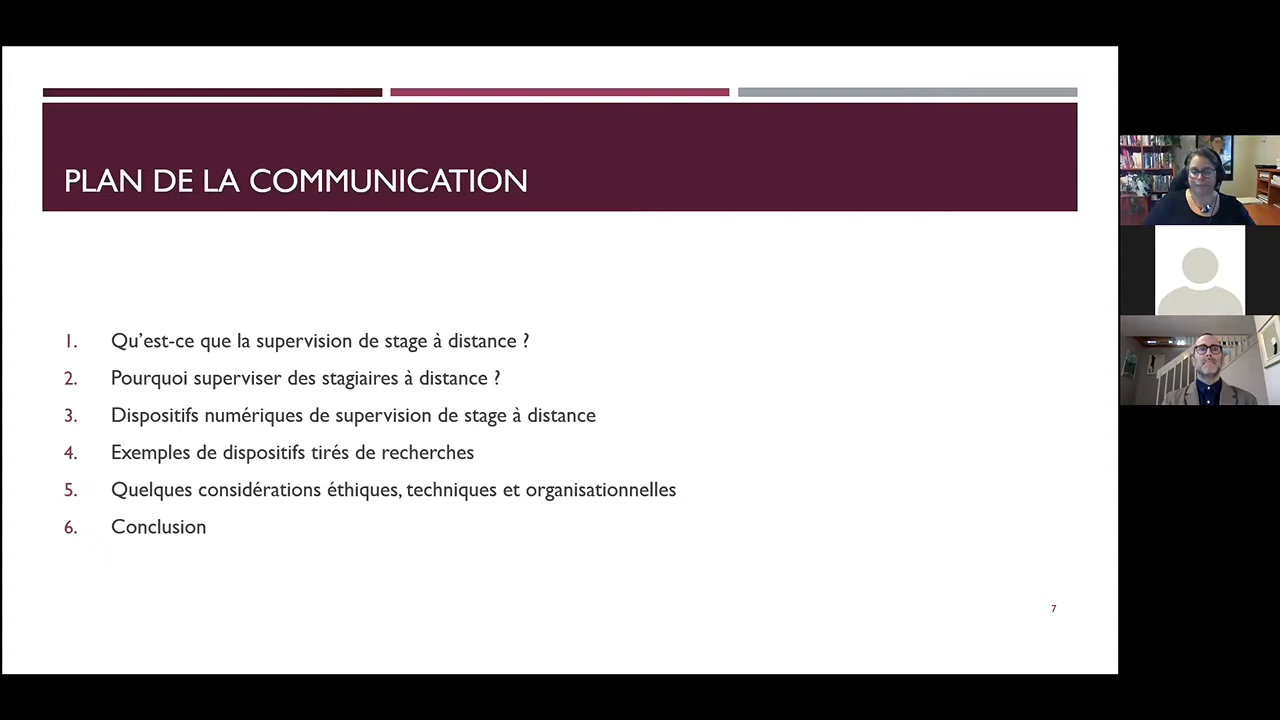 PLAN DE LA COMMUNICATION
1. Qu’est-ce que la supervision de stage à distance ?
2. Pourquoi superviser des stagiaires à distance ?
3. Dispositifs numériques de supervision de stage à distance
4. Exemples de dispositifs tirés de recherches
5. Quelques considérations éthiques, techniques et organisationnelles
6. Conclusion
7